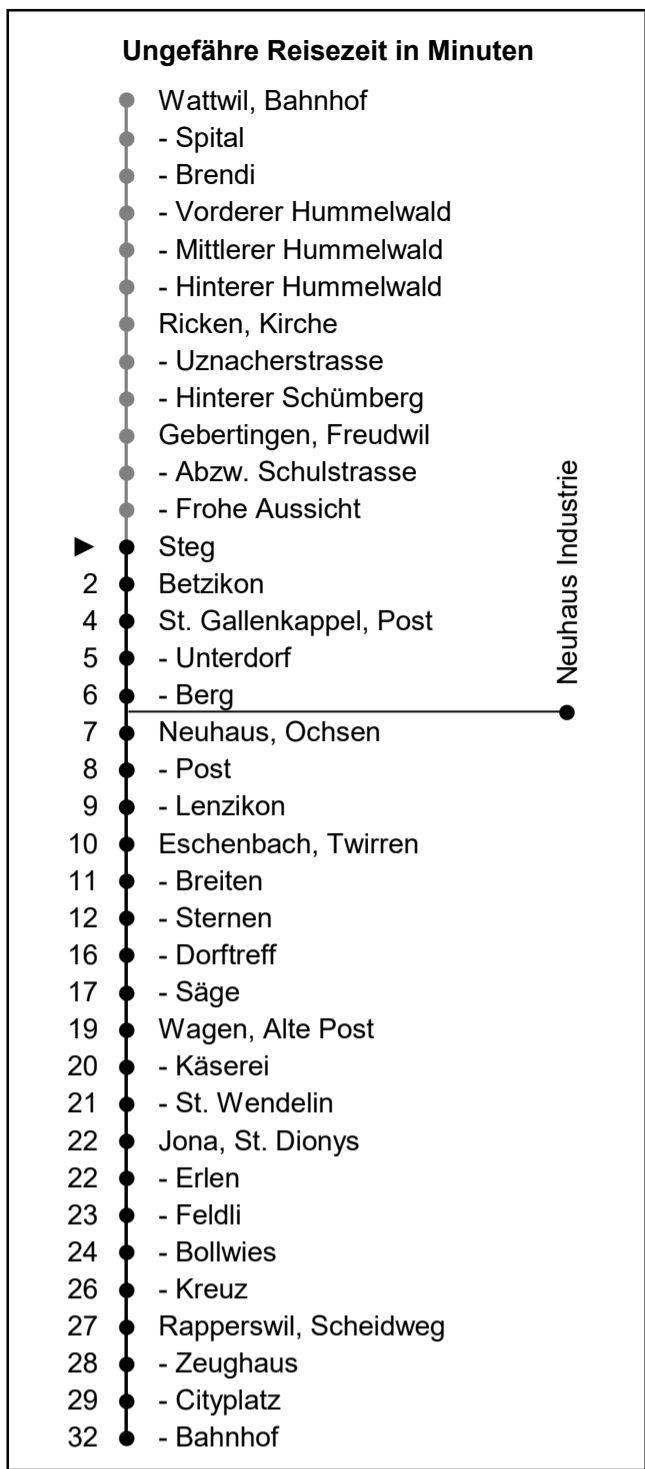 Ungefähre Reisezeit in Minuten
Wattwil, Bahnhof
- Spital
- Brendi
- Vorderer Hummelwald
- Mittlerer Hummelwald
- Hinterer Hummelwald
Ricken, Kirche
- Uznacherstrasse
- Hinterer Schümberg
Gebertingen, Freudwil
- Abzw. Schulstrasse
- Frohe Aussicht
► Steg
2 Betzikon
4 St. Gallenkappel, Post
5 - Unterdorf
6 - Berg
Neuhaus Industrie
7 Neuhaus, Ochsen
8 - Post
9 - Lenzikon
10 Eschenbach, Twirren
11 - Breiten
12 - Sternen
16 - Dorftreff
17 - Säge
19 Wagen, Alte Post
20 - Käserei
21 - St. Wendelin
22 Jona, St. Dionys
22 - Erlen
23 - Feldli
24 - Bollwies
26 - Kreuz
27 Rapperswil, Scheidweg
28 - Zeughaus
29 - Cityplatz
32 - Bahnhof